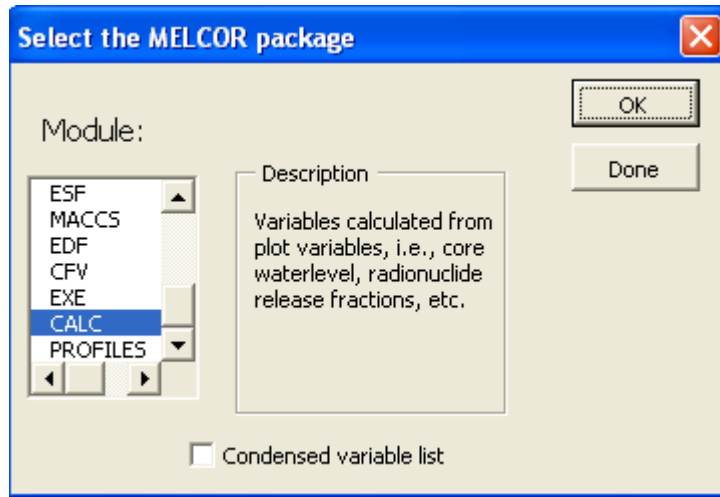 Select the MELCOR package
OK
Module:
Done
Description
ESF
MACCS
EDF
CFV
EXE
CALC
PROFILES
Variables calculated from
plot variables, i.e., core
waterlevel, radionuclide
release fractions, etc.
Condensed variable list